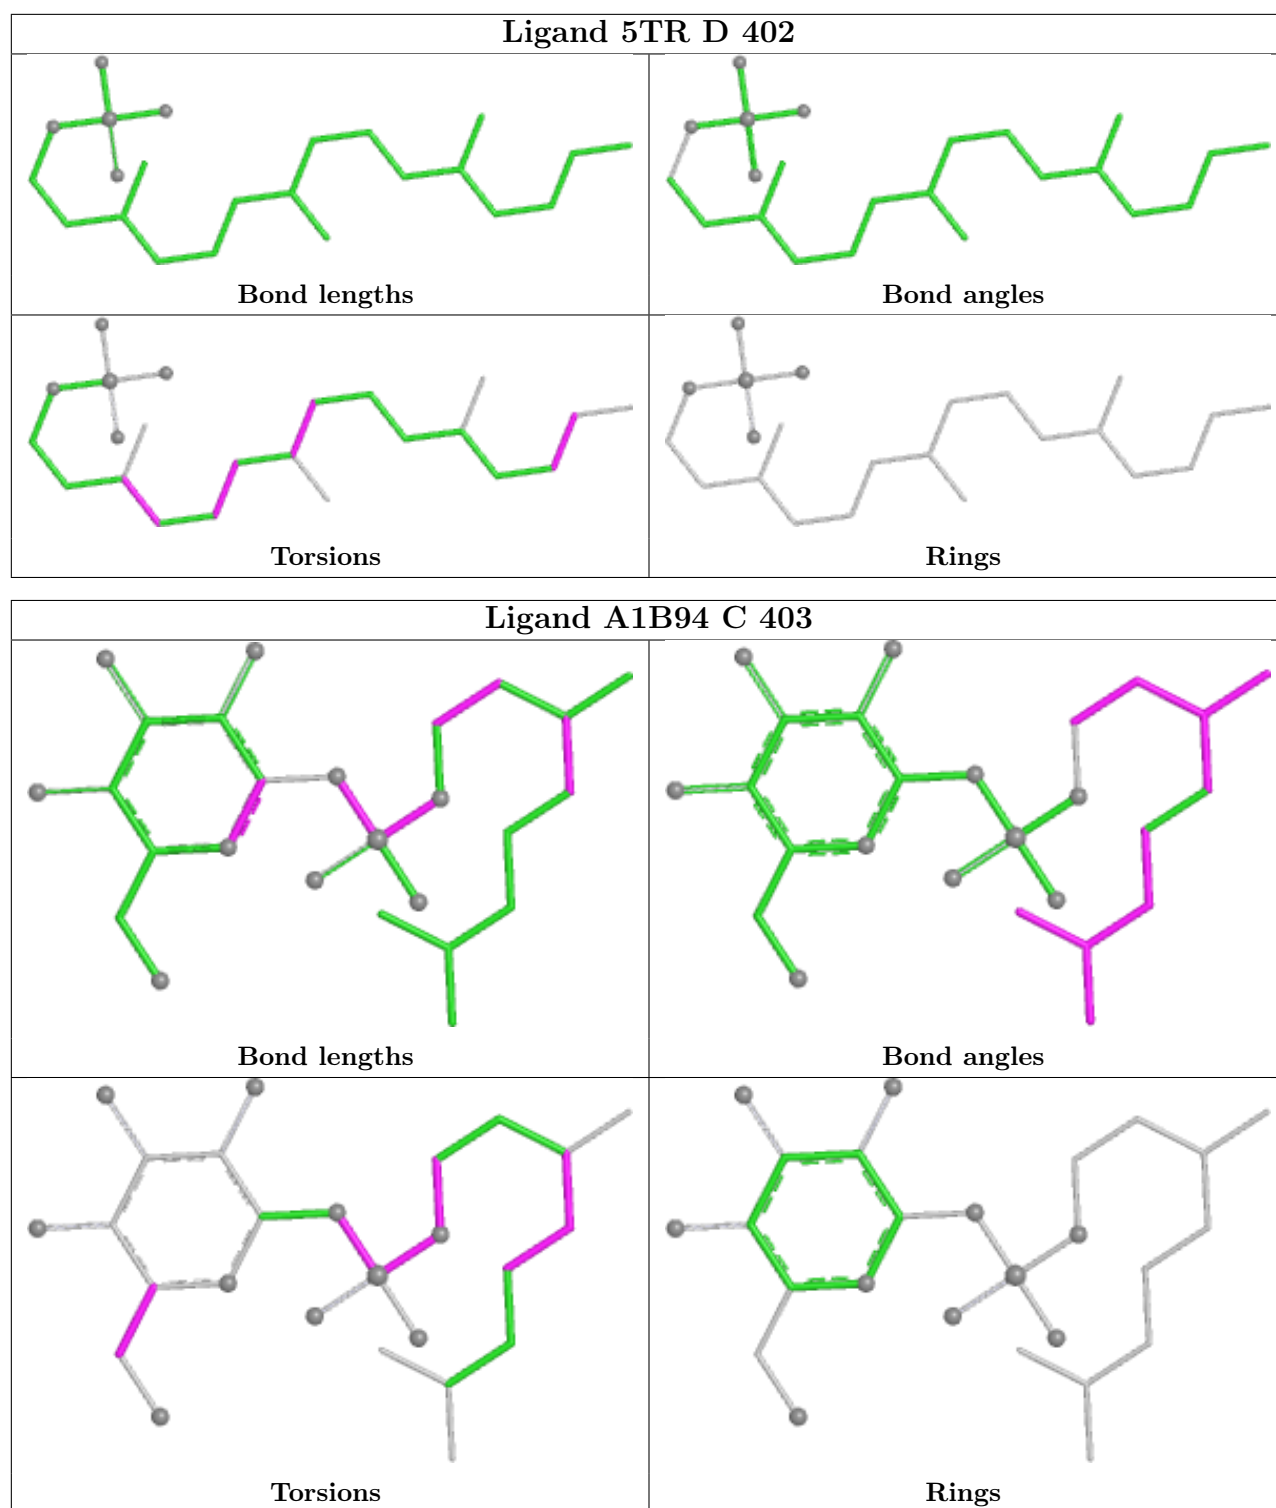 Ligand 5TR D 402
Bond lengths
Bond angles
Torsions
Rings
Ligand A1B94 C 403
Bond lengths
Bond angles
Torsions
Rings